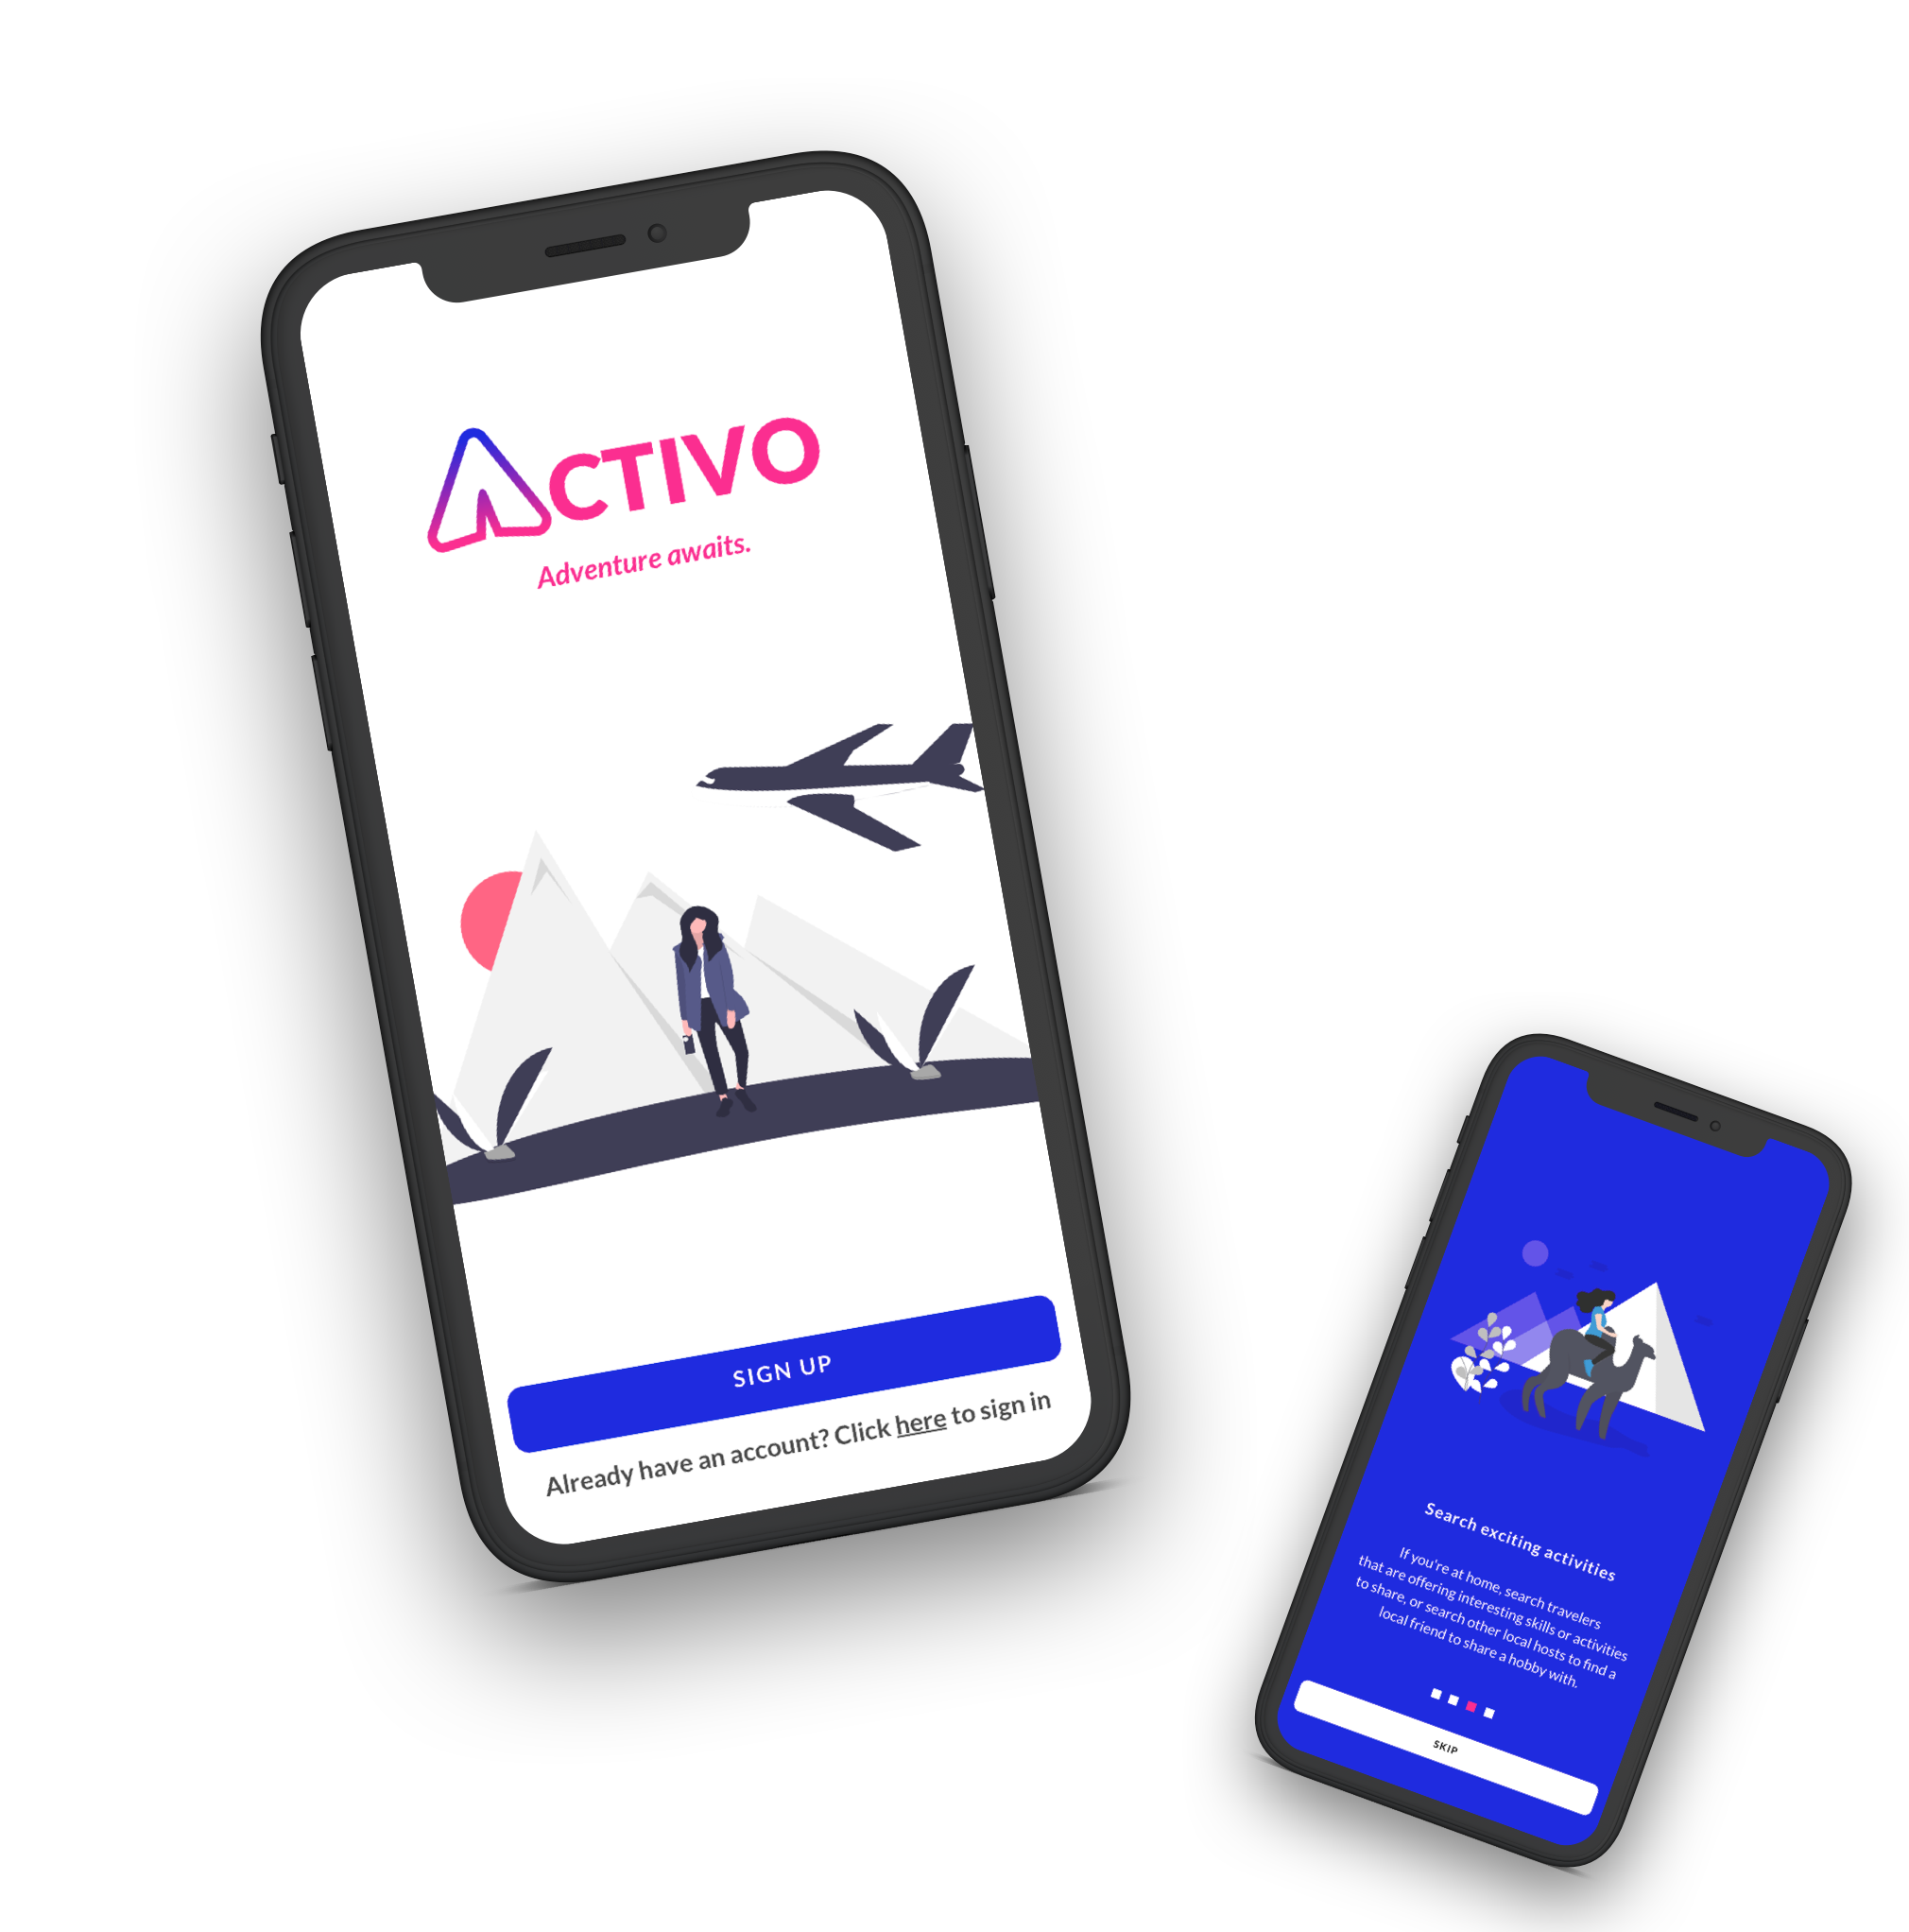 ACTIVO
Adventure awaits.
SIGN UP
Already have an account? Click here to sign in
Search exciting activities
If you're at home, search travelers
that are offering interesting skills or activities
to share, or search other local hosts to find a
local friend to share a hobby with.
SKIP